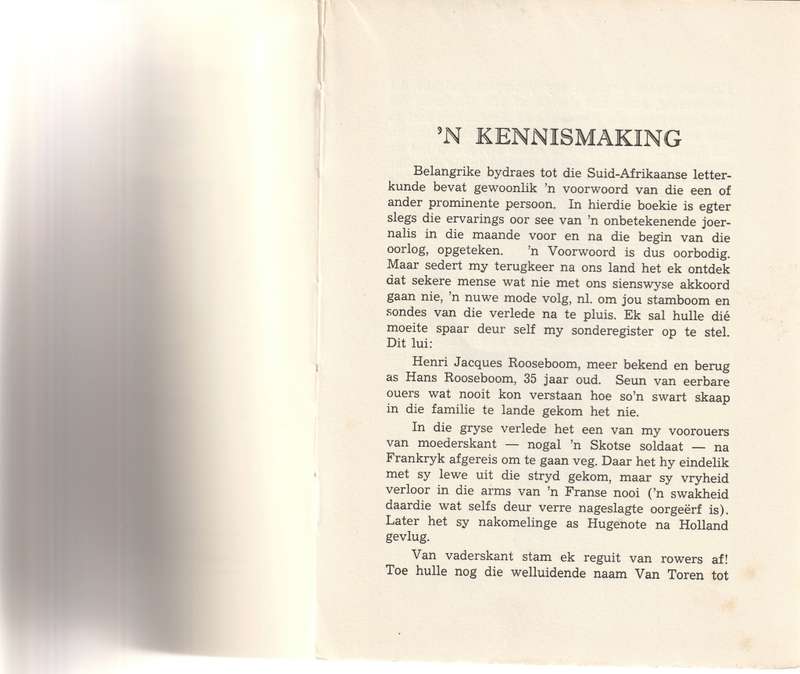 'N KENNISMAKING
Belangrike bydraes tot die Suid-Afrikaanse letter-
kunde bevat gewoonlik 'n voorwoord van die een of
ander prominente persoon. In hierdie boekie is egter
slegs die ervarings oor see van 'n onbetekenende joer-
nalis in die maande voor en na die begin van die
oorlog, opgeteken. 'n Voorwoord is dus oorbodig.
Maar sedert my terugkeer na ons land het ek ontdek
dat sekere mense wat nie met ons sienswyse akkoord
gaan nie, 'n nuwe mode volg, nl. om jou stamboom en
sondes van die verlede na te pluis. Ek sal hulle dié
moeite spaar deur self my sonderegister op te stel.
Dit lui:
Henri Jacques Rooseboom, meer bekend en berug
as Hans Rooseboom, 35 jaar oud. Seun van eerbare
ouers wat nooit kon verstaan hoe so'n swart skaap
in die familie te lande gekom het nie.
In die gryse verlede het een van my voorouers
van moederskant — nogal 'n Skotse soldaat — na
Frankryk afgereis om te gaan veg. Daar het hy eindelik
met sy lewe uit die stryd gekom, maar sy vryheid
verloor in die arms van 'n Franse nooi ('n swakheid
daardie wat selfs deur verre nageslagte oorgeërf is).
Later het sy nakomelinge as Hugenote na Holland
gevlug.
Van vaderskant stam ek reguit van rowers af!
Toe hulle nog die welluidende naam Van Toren tot